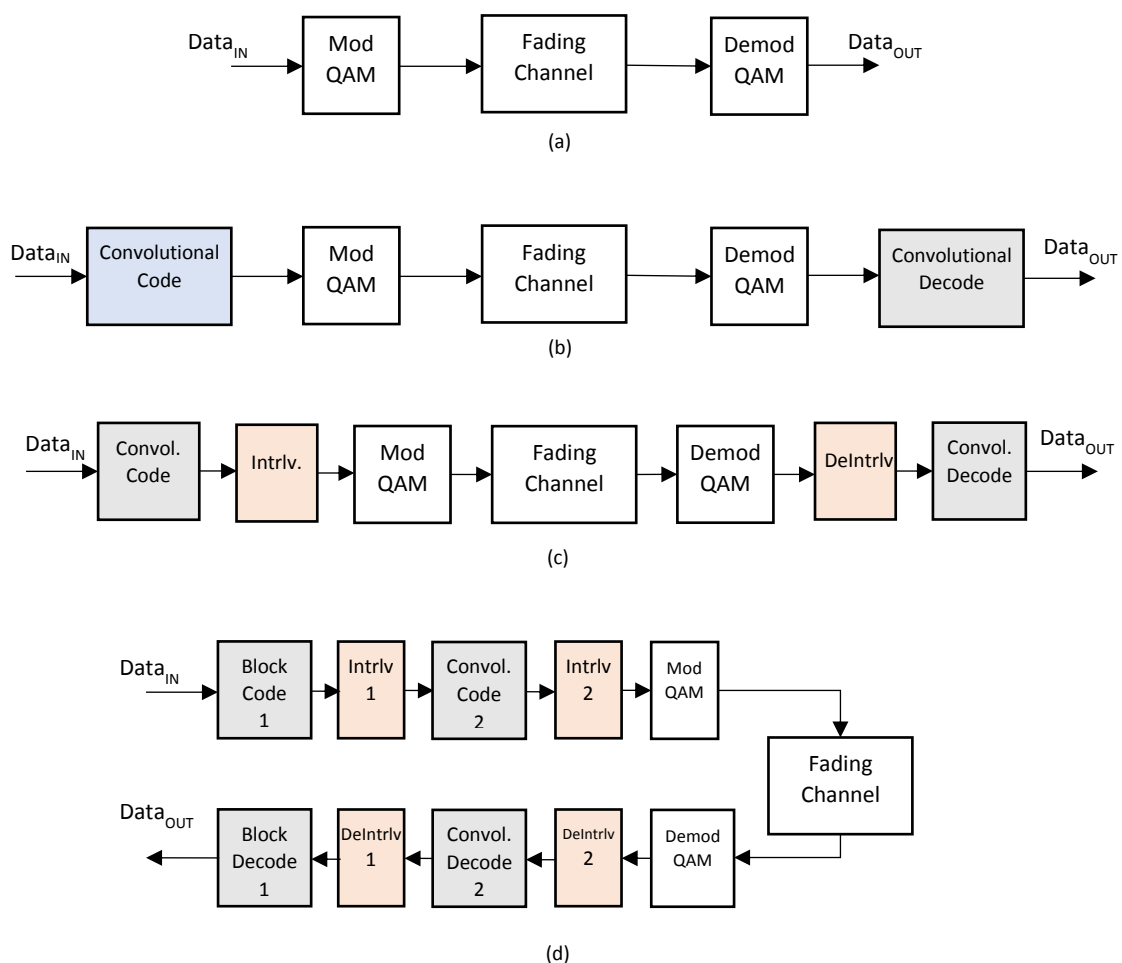 Data_IN
Mod
QAM
Fading
Channel
Demod
QAM
Data_OUT
(a)
Data_IN
Convolutional
Code
Mod
QAM
Fading
Channel
Demod
QAM
Convolutional
Decode
Data_OUT
(b)
Data_IN
Convol.
Code
Intrlv.
Mod
QAM
Fading
Channel
Demod
QAM
DeIntrlv
Convol.
Decode
Data_OUT
(c)
Data_IN
Block
Code
1
Intrlv
1
Convol.
Code
2
Intrlv
2
Mod
QAM
Fading
Channel
Data_OUT
Block
Decode
1
DeIntrlv
1
Convol.
Decode
2
DeIntrlv
2
Demod
QAM
(d)